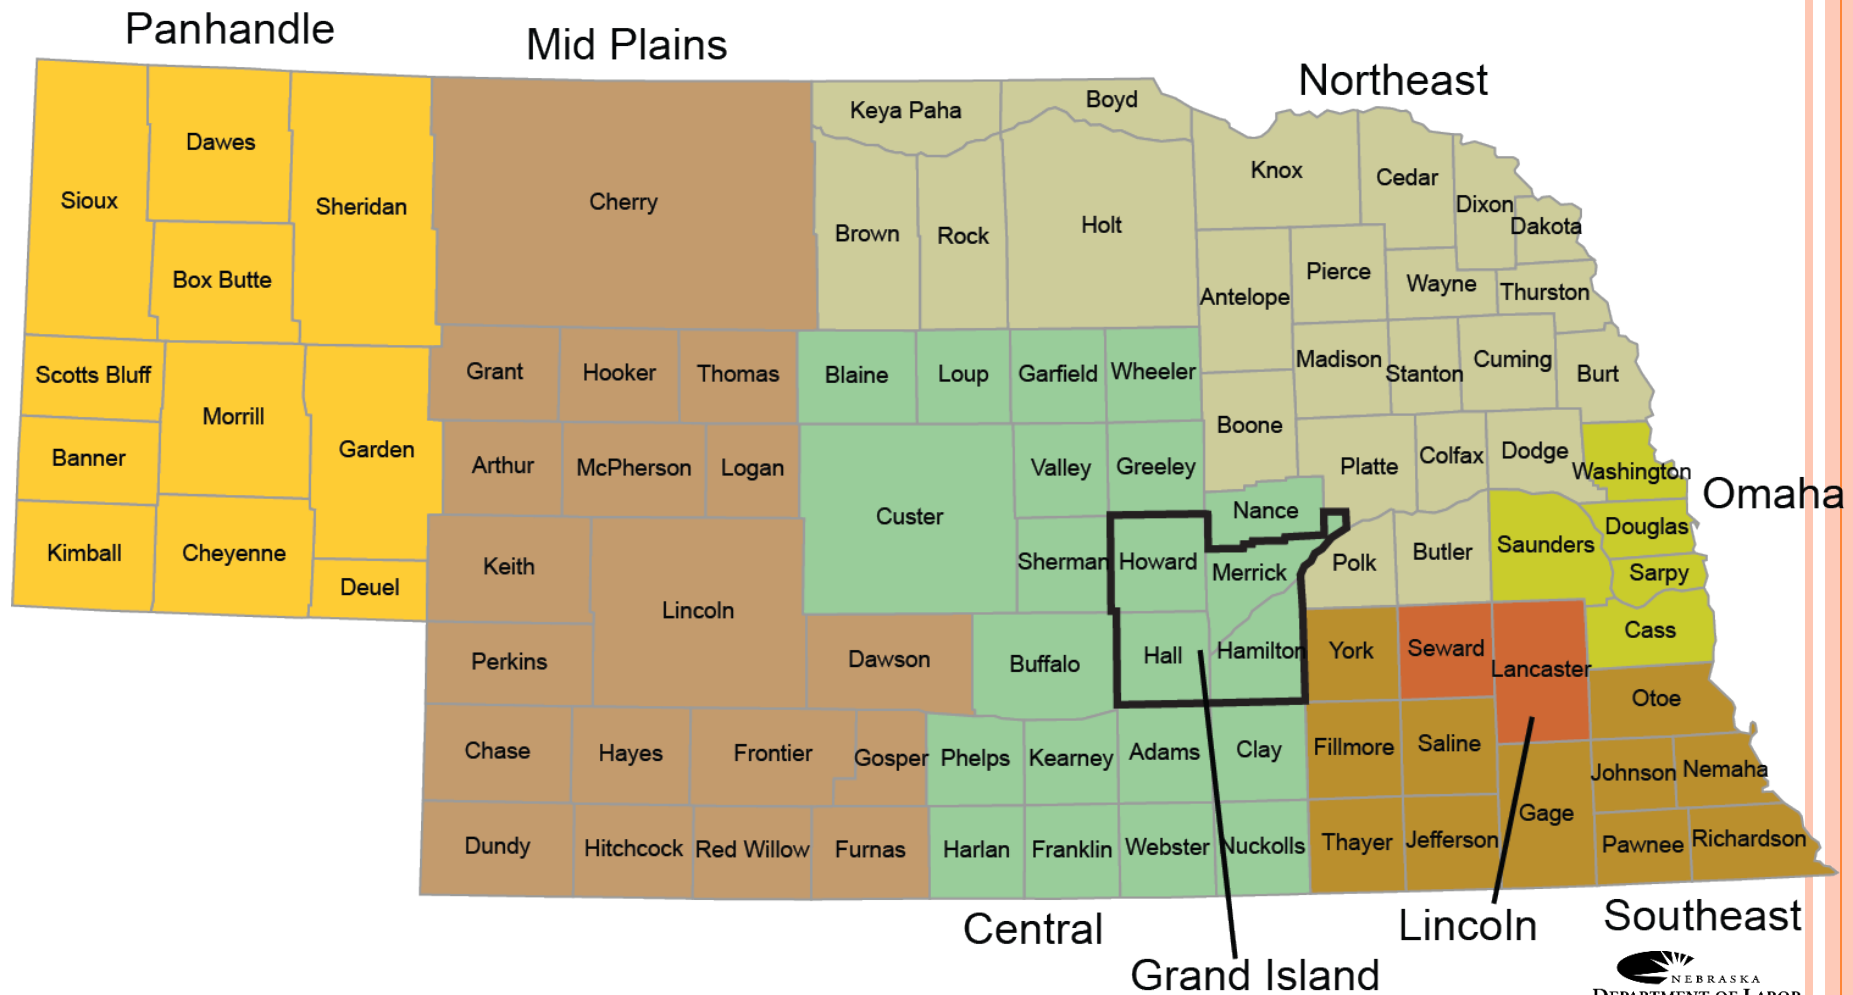 Panhandle
Mid Plains
Northeast
Keya Paha
Boyd
Dawes
Sioux
Sheridan
Cherry
Knox
Cedar
Dixon
Dakota
Brown
Rock
Holt
Box Butte
Antelope
Pierce
Wayne
Thurston
Scotts Bluff
Grant
Hooker
Thomas
Blaine
Loup
Garfield
Wheeler
Madison
Stanton
Cuming
Burt
Morrill
Boone
Banner
Garden
Arthur
McPherson
Logan
Valley
Greeley
Platte
Colfax
Dodge
Washington
Omaha
Custer
Nance
Douglas
Kimball
Cheyenne
Keith
Sherman
Howard
Merrick
Polk
Butler
Saunders
Sarpy
Deuel
Lincoln
Cass
Perkins
Dawson
Buffalo
Hall
Hamilton
York
Seward
Lancaster
Otoe
Chase
Hayes
Frontier
Gosper
Phelps
Kearney
Adams
Clay
Fillmore
Saline
Johnson
Nemaha
Gage
Dundy
Hitchcock
Red Willow
Furnas
Harlan
Franklin
Webster
Nuckolls
Thayer
Jefferson
Pawnee
Richardson
Central
Lincoln
Southeast
Grand Island
NEBRASKA
DEPARTMENT OF LABOR